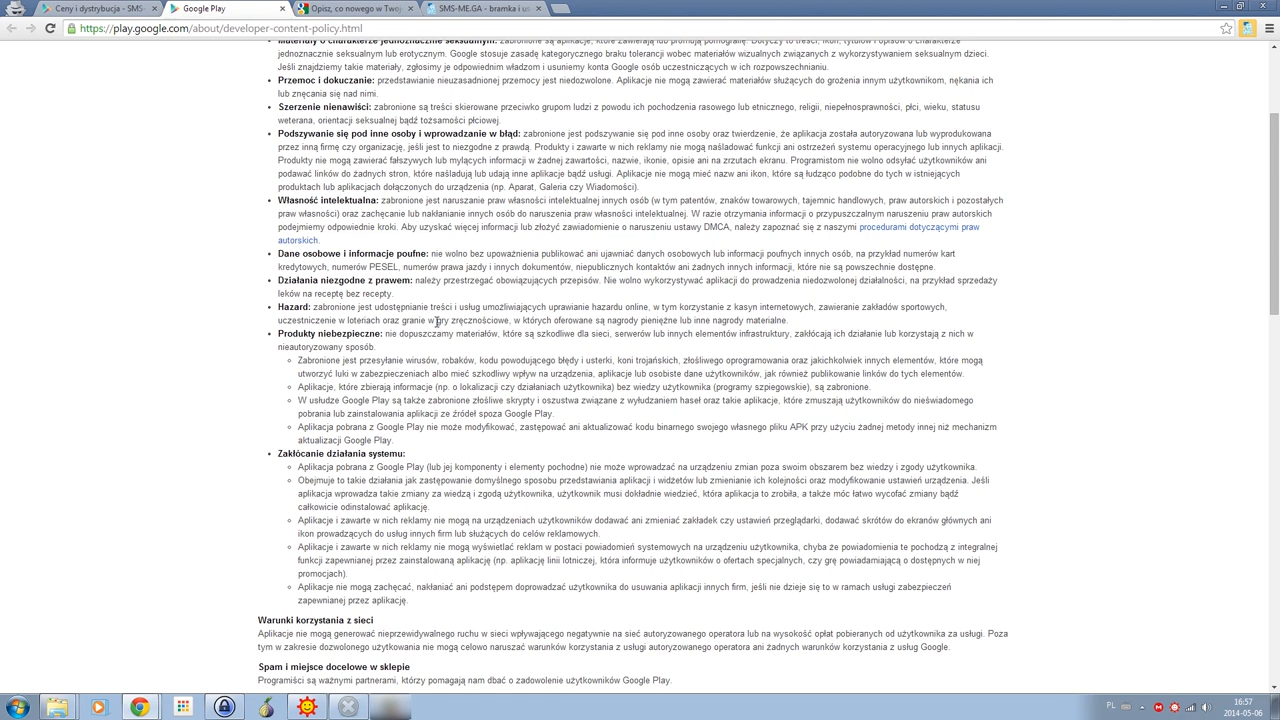 Ceny i dystrybucja - SMS-
Google Play
Opisz, co nowego w Twoj
SMS-ME.GA - bramka i us
https://play.google.com/about/developer-content-policy.html
Materiały o charakterze jednoznacznie seksualnym: zabronione są aplikacje, które zawierają lub promują pornografię. Dotyczy to treści, ikon, tytułów i opisów o charakterze
jednoznacznie seksualnym lub erotycznym. Google stosuje zasadę kategorycznego braku tolerancji wobec materiałów wizualnych związanych z wykorzystywaniem seksualnym dzieci.
Jeśli znajdziemy takie materiały, zgłosimy je odpowiednim władzom i usuniemy konta Google osób uczestniczących w ich rozpowszechnianiu.
Przemoc i dokuczanie: przedstawianie nieuzasadnionej przemocy jest niedozwolone. Aplikacje nie mogą zawierać materiałów służących do grożenia innym użytkownikom, nękania ich
lub znęcania się nad nimi.
Szerzenie nienawiści: zabronione są treści skierowane przeciwko grupom ludzi z powodu ich pochodzenia rasowego lub etnicznego, religii, niepełnosprawności, płci, wieku, statusu
weterana, orientacji seksualnej bądź tożsamości płciowej.
Podszywanie się pod inne osoby i wprowadzanie w błąd: zabronione jest podszywanie się pod inne osoby oraz twierdzenie, że aplikacja została autoryzowana lub wyprodukowana
przez inną firmę czy organizację, jeśli jest to niezgodne z prawdą. Produkty i zawarte w nich reklamy nie mogą naśladować funkcji ani ostrzeżeń systemu operacyjnego lub innych aplikacji.
Produkty nie mogą zawierać fałszywych lub mylących informacji w żadnej zawartości, nazwie, ikonie, opisie ani na zrzutach ekranu. Programistom nie wolno odsyłać użytkowników ani
podawać linków do żadnych stron, które naśladują lub udają inne aplikacje bądź usługi. Aplikacje nie mogą mieć nazw ani ikon, które są łudząco podobne do tych w istniejących
produktach lub aplikacjach dołączonych do urządzenia (np. Aparat, Galeria czy Wiadomości).
Własność intelektualna: zabronione jest naruszanie praw własności intelektualnej innych osób (w tym patentów, znaków towarowych, tajemnic handlowych, praw autorskich i pozostałych
praw własności) oraz zachęcanie lub nakłanianie innych osób do naruszania praw własności intelektualnej. W razie otrzymania informacji o przypuszczalnym naruszeniu praw autorskich
podejmiemy odpowiednie kroki. Aby uzyskać więcej informacji lub złożyć zawiadomienie o naruszeniu ustawy DMCA, należy zapoznać się z naszymi procedurami dotyczącymi praw
autorskich.
Dane osobowe i informacje poufne: nie wolno bez upoważnienia publikować ani ujawniać danych osobowych lub informacji poufnych innych osób, na przykład numerów kart
kredytowych, numerów PESEL, numerów prawa jazdy i innych dokumentów, niepublicznych kontaktów ani żadnych innych informacji, które nie są powszechnie dostępne.
Działania niezgodne z prawem: należy przestrzegać obowiązujących przepisów. Nie wolno wykorzystywać aplikacji do prowadzenia niedozwolonej działalności, na przykład sprzedaży
leków na receptę bez recepty.
Hazard: zabronione jest udostępnianie treści i usług umożliwiających uprawianie hazardu online, w tym korzystanie z kasyn internetowych, zawieranie zakładów sportowych,
uczestniczenie w loteriach oraz granie w gry zręcznościowe, w których oferowane są nagrody pieniężne lub inne nagrody materialne.
Produkty niebezpieczne: nie dopuszczamy materiałów, które są szkodliwe dla sieci, serwerów lub innych elementów infrastruktury, zakłócają ich działanie lub korzystają z nich w
nieautoryzowany sposób.
Zabronione jest przesyłanie wirusów, robaków, kodu powodującego błędy i usterki, koni trojańskich, złośliwego oprogramowania oraz jakichkolwiek innych elementów, które mogą
utworzyć luki w zabezpieczeniach albo mieć szkodliwy wpływ na urządzenia, aplikacje lub osobiste dane użytkowników, jak również publikowanie linków do tych elementów.
Aplikacje, które zbierają informacje (np. o lokalizacji czy działaniach użytkownika) bez wiedzy użytkownika (programy szpiegowskie), są zabronione.
W usłudze Google Play są także zabronione złośliwe skrypty i oszustwa związane z wyłudzaniem haseł oraz takie aplikacje, które zmuszają użytkowników do nieświadomego
pobrania lub zainstalowania aplikacji ze źródeł spoza Google Play.
Aplikacja pobrana z Google Play nie może modyfikować, zastępować ani aktualizować kodu binarnego swojego własnego pliku APK przy użyciu żadnej metody innej niż mechanizm
aktualizacji Google Play.
Zakłócanie działania systemu:
Aplikacja pobrana z Google Play (lub jej komponenty i elementy pochodne) nie może wprowadzać na urządzeniu zmian poza swoim obszarem bez wiedzy i zgody użytkownika.
Obejmuje to takie działania jak zastępowanie domyślnego sposobu przedstawiania aplikacji i widżetów lub zmienianie ich kolejności oraz modyfikowanie ustawień urządzenia. Jeśli
aplikacja wprowadza takie zmiany za wiedzą i zgodą użytkownika, użytkownik musi dokładnie wiedzieć, która aplikacja to zrobiła, a także móc łatwo wycofać zmiany bądź
całkowicie odinstalować aplikację.
Aplikacje i zawarte w nich reklamy nie mogą na urządzeniach użytkowników dodawać ani zmieniać zakładek czy ustawień przeglądarki, dodawać skrótów do ekranów głównych ani
ikon prowadzących do usług innych firm lub służących do celów reklamowych.
Aplikacje i zawarte w nich reklamy nie mogą wyświetlać reklam w postaci powiadomień systemowych na urządzeniu użytkownika, chyba że powiadomienia te pochodzą z integralnej
funkcji zapewnianej przez zainstalowaną aplikację (np. aplikację linii lotniczej, która informuje użytkowników o ofertach specjalnych, czy grę powiadamiającą o dostępnych w niej
promocjach).
Aplikacje nie mogą zachęcać, nakłaniać ani podstępem doprowadzać użytkownika do usuwania aplikacji innych firm, jeśli nie dzieje się to w ramach usługi zabezpieczeń
zapewnianej przez aplikację.
Warunki korzystania z sieci
Aplikacje nie mogą generować nieprzewidywalnego ruchu w sieci wpływającego negatywnie na sieć autoryzowanego operatora lub na wysokość opłat pobieranych od użytkownika za usługi. Poza
tym w zakresie dozwolonego użytkowania nie mogą celowo naruszać warunków korzystania z usługi autoryzowanego operatora ani żadnych warunków korzystania z usług Google.
Spam i miejsce docelowe w sklepie
Programiści są ważnymi partnerami, którzy pomagają nam dbać o zadowolenie użytkowników Google Play.
PL
16:57
2014-05-06